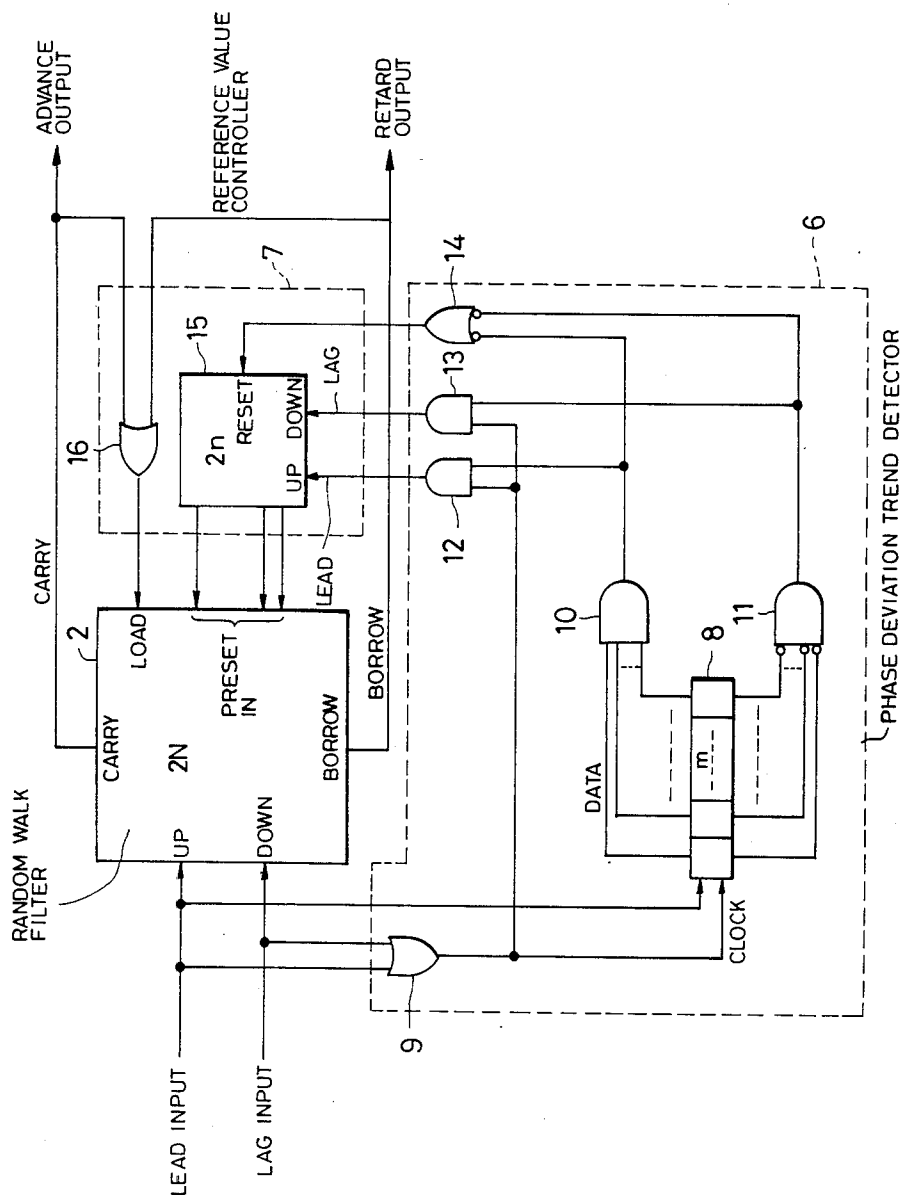 ADVANCE
OUTPUT
REFERENCE VALUE
CONTROLLER
RETARD
OUTPUT
CARRY
16
7
15
2n
RESET
UP
DOWN
LEAD
LAG
14
13
12
6
RANDOM WALK
FILTER
2
CARRY
LOAD
UP
2N
PRESET
IN
DOWN
BORROW
BORROW
LEAD INPUT
LAG INPUT
9
10
11
DATA
8
m
CLOCK
PHASE DEVIATION TREND DETECTOR